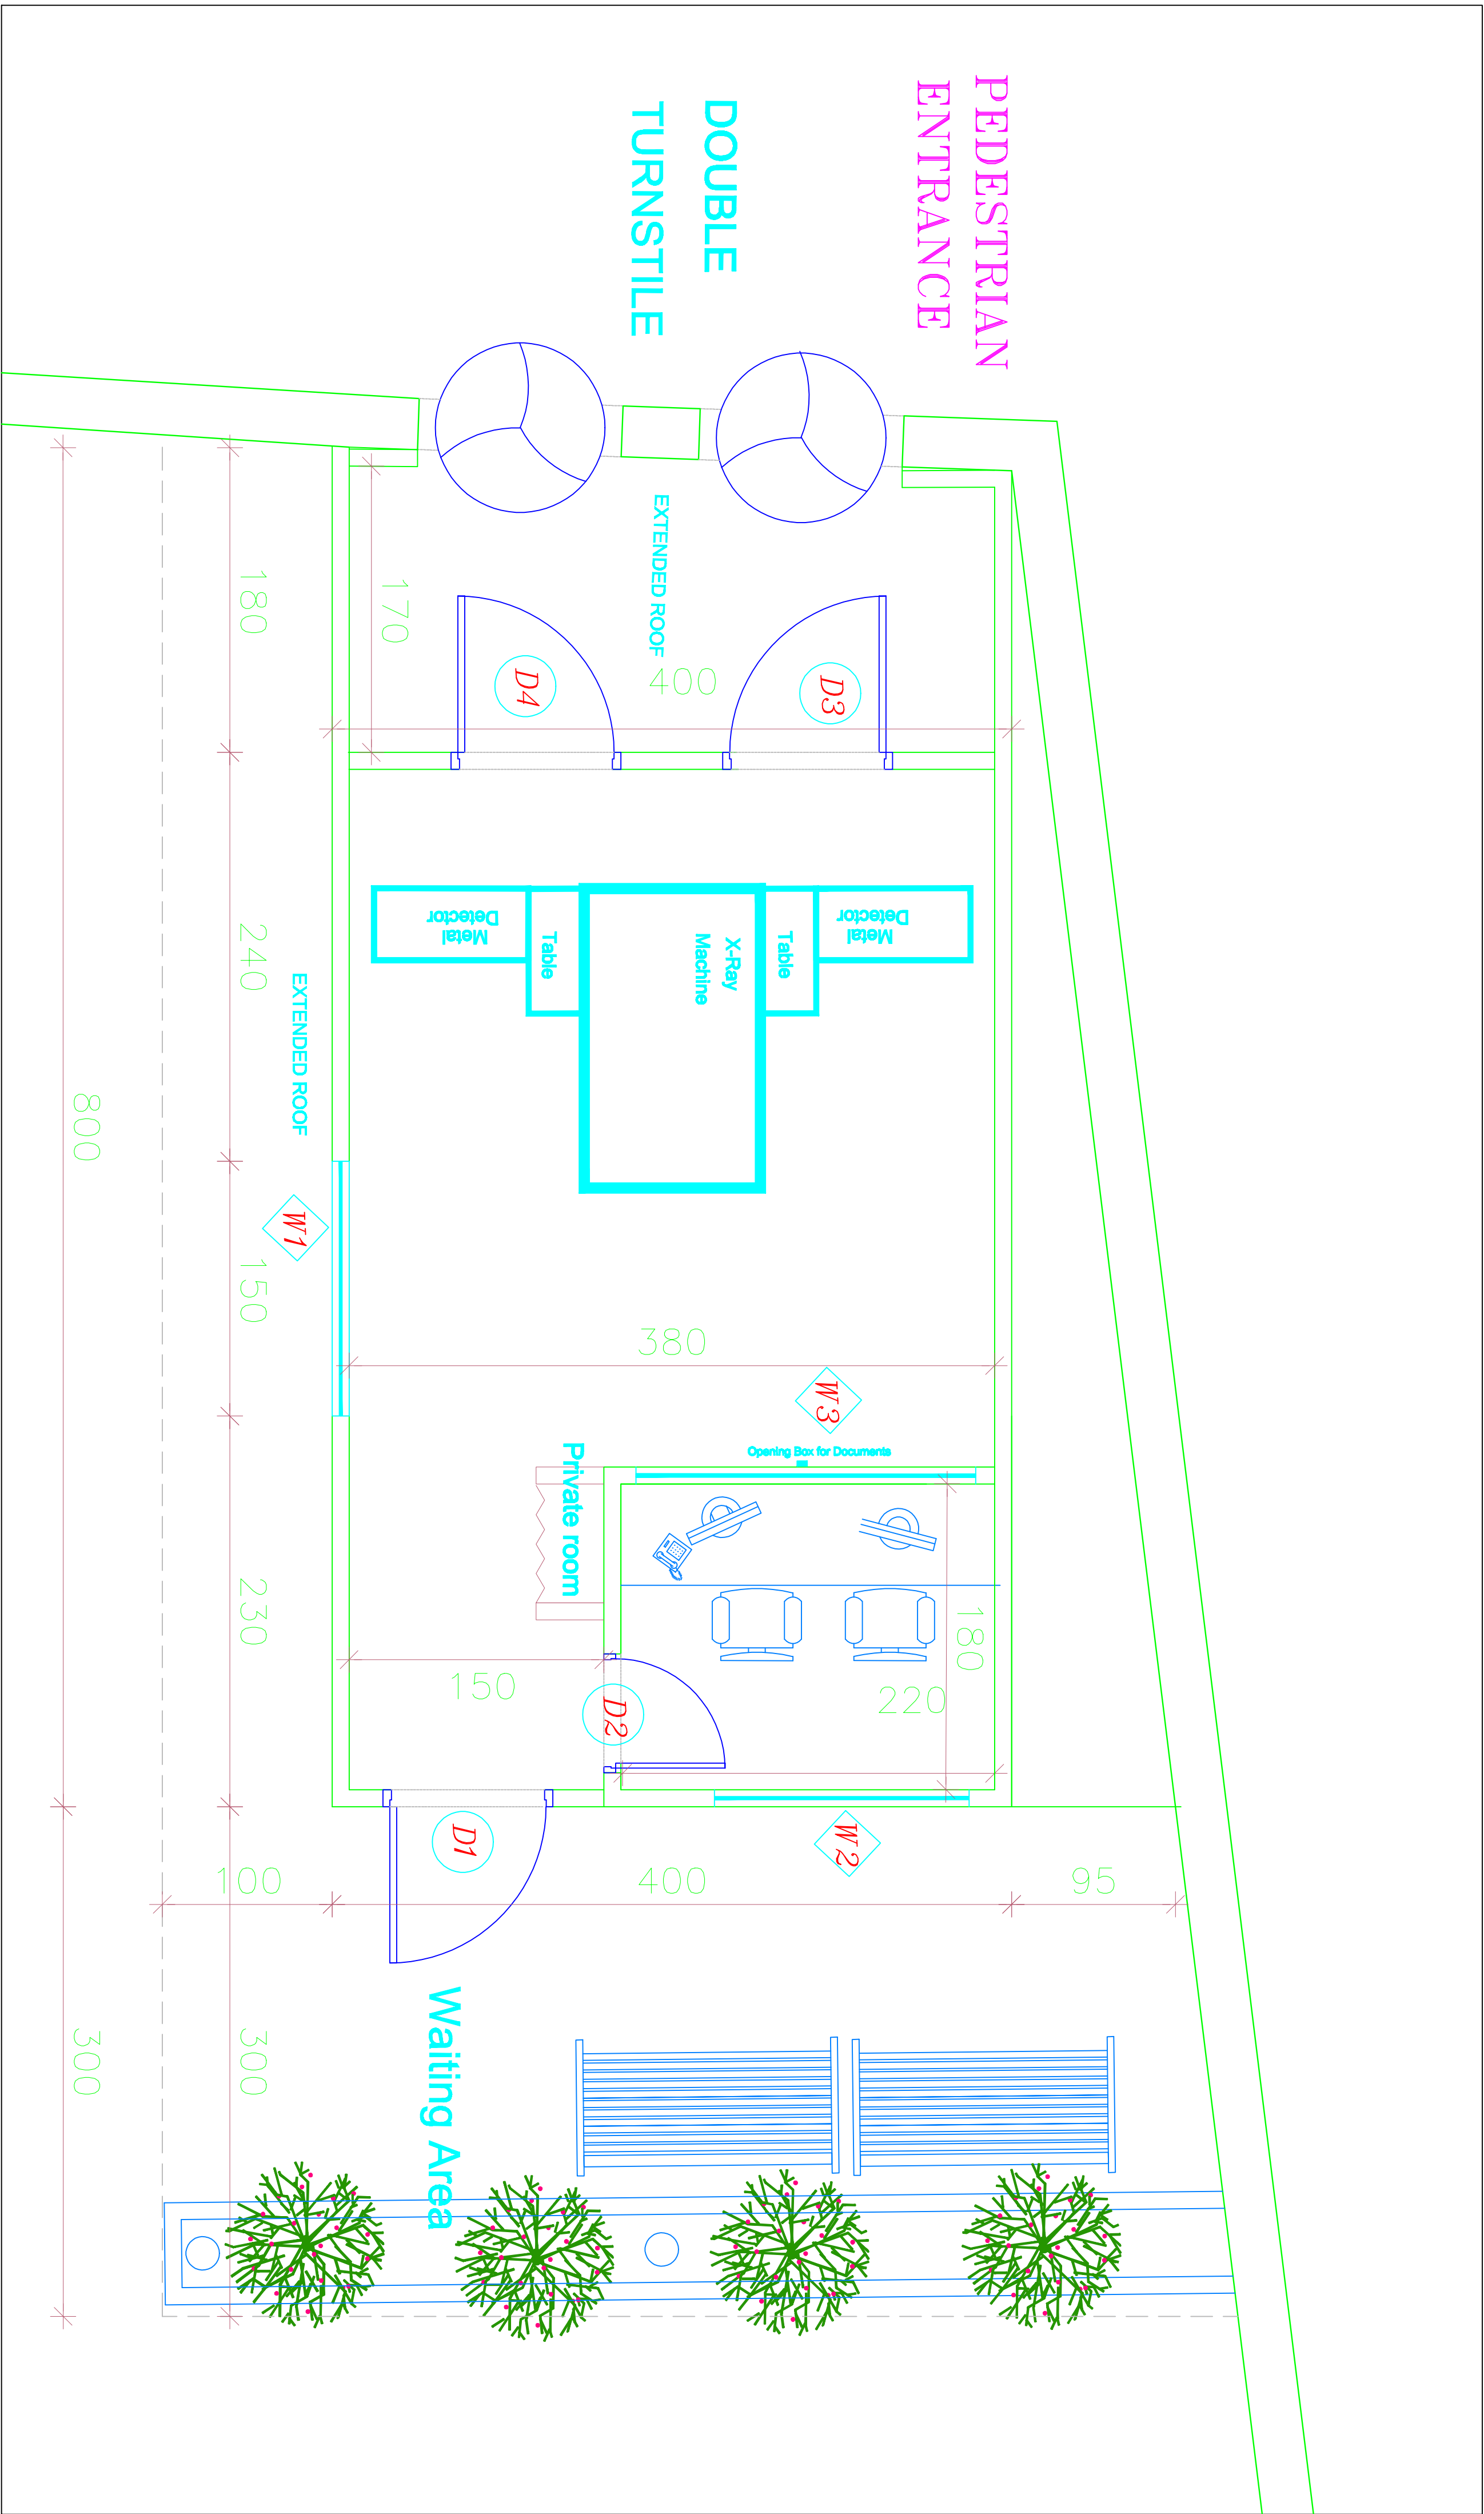 PEDESTRIAN
ENTRANCE
DOUBLE
TURNSTILE
EXTENDED ROOF
180
170
400
D4
D3
Metal
Detector
Table
X-Ray
Machine
Table
Metal
Detector
240
EXTENDED ROOF
800
W1
150
380
W3
Opening Box for Documents
Private room
230
180
150
220
D2
D1
W2
100
400
95
Waiting Area
300
300